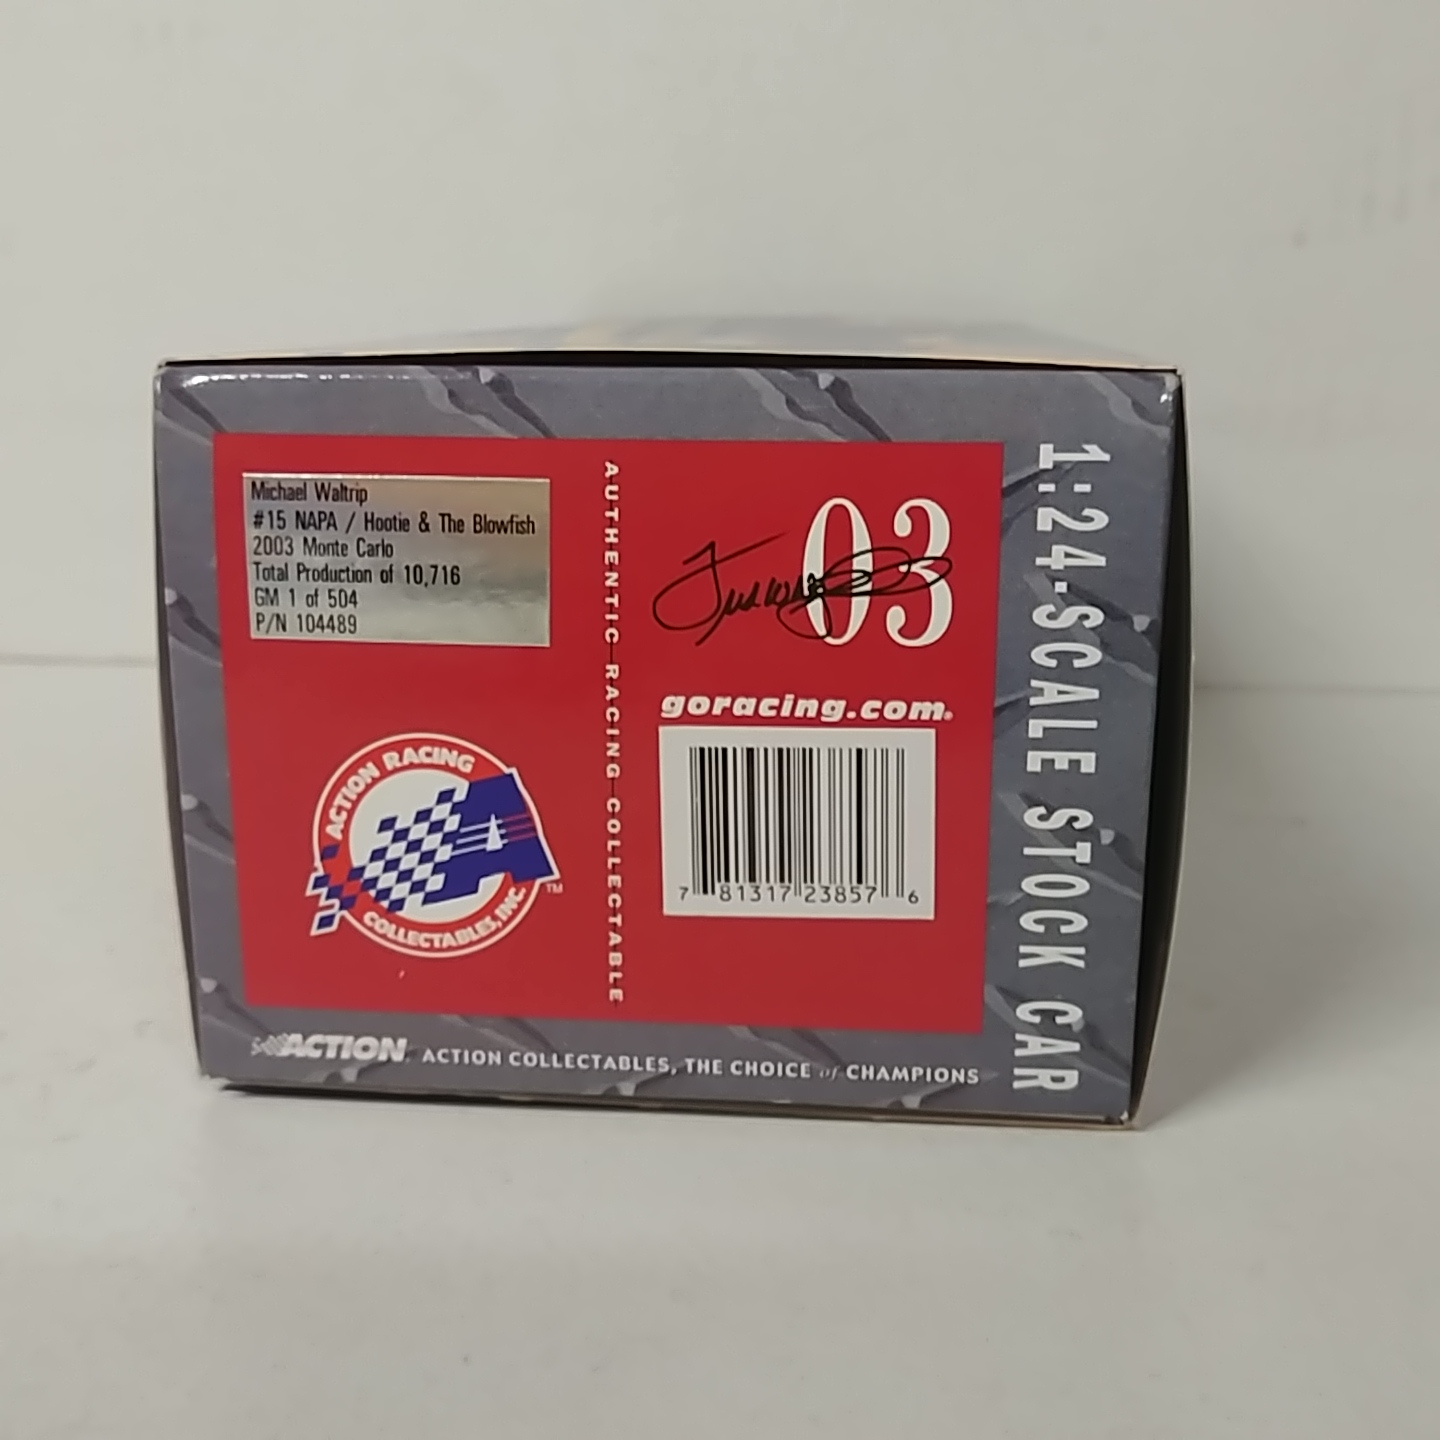 Michael Waltrip
#15 NAPA / Hootie & The Blowfish
2003 Monte Carlo
Total Production of 10,716
GM 1 of 504
P/N 104489
ACTION RACING
COLLECTABLES, INC.
TM
AUTHENTIC RACING COLLECTABLE
03
goracing.com®
7 81317 23857 6
1:24-SCALE STOCK CAR
ACTION
ACTION COLLECTABLES, THE CHOICE of CHAMPIONS